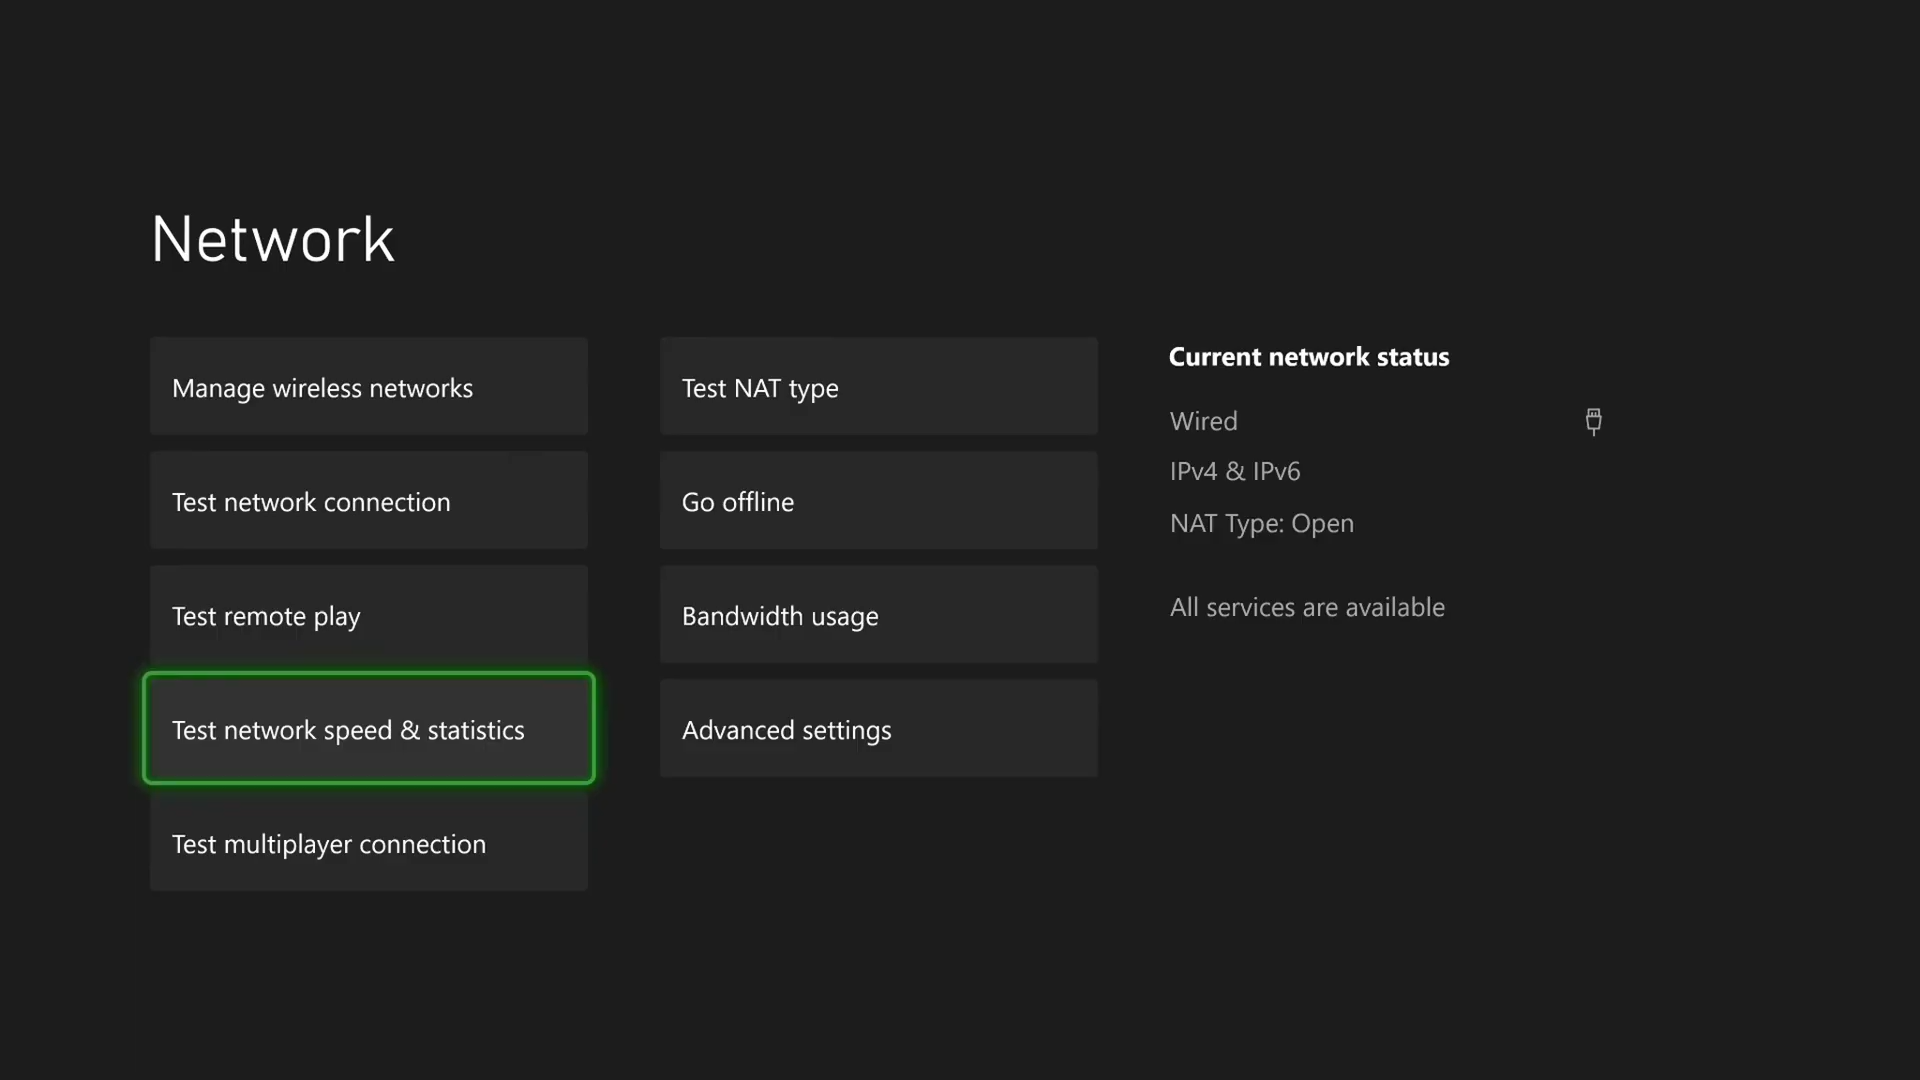 Network
Manage wireless networks
Test network connection
Test remote play
Test network speed & statistics
Test multiplayer connection
Test NAT type
Go offline
Bandwidth usage
Advanced settings
Current network status
Wired
IPv4 & IPv6
NAT Type: Open
All services are available